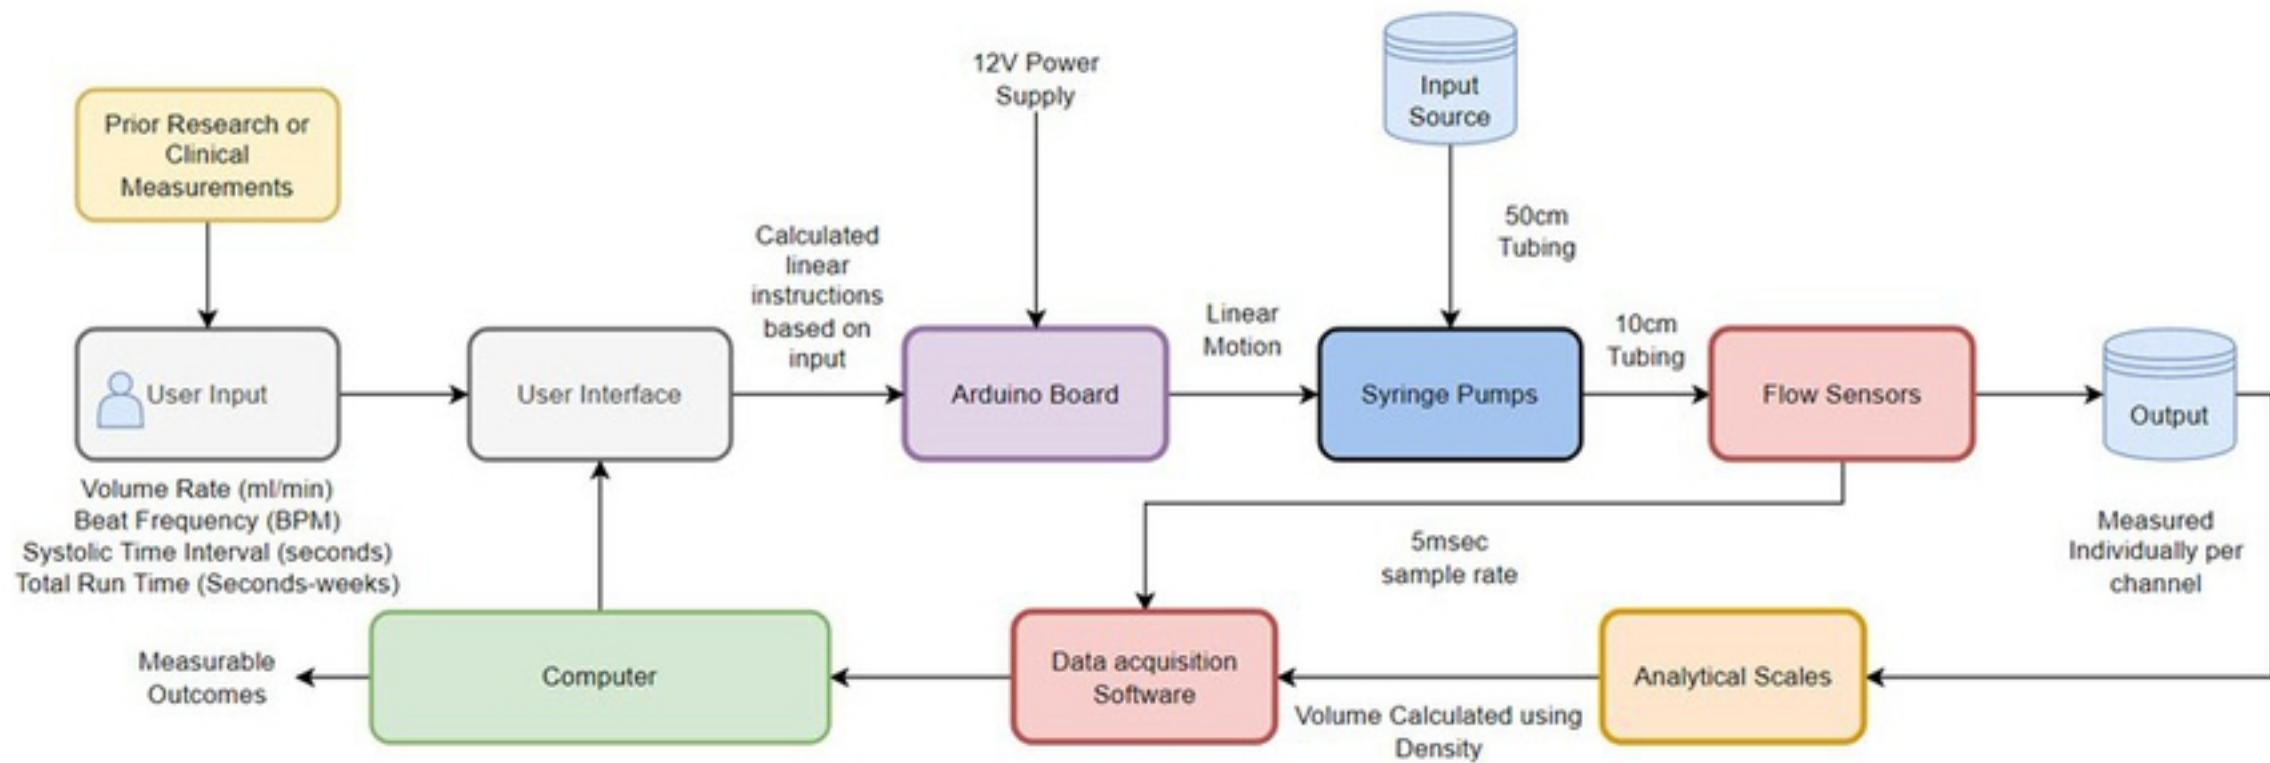 12V Power
Supply
Input
Source
Prior Research or
Clinical
Measurements
50cm
Tubing
Calculated
linear
instructions
based on
input
Linear
Motion
10cm
Tubing
User Input
User Interface
Arduino Board
Syringe Pumps
Flow Sensors
Output
Volume Rate (ml/min)
Beat Frequency (BPM)
Systolic Time Interval (seconds)
Total Run Time (Seconds-weeks)
5msec
sample rate
Measured
Individually per
channel
Measurable
Outcomes
Computer
Data acquisition
Software
Analytical Scales
Volume Calculated using
Density